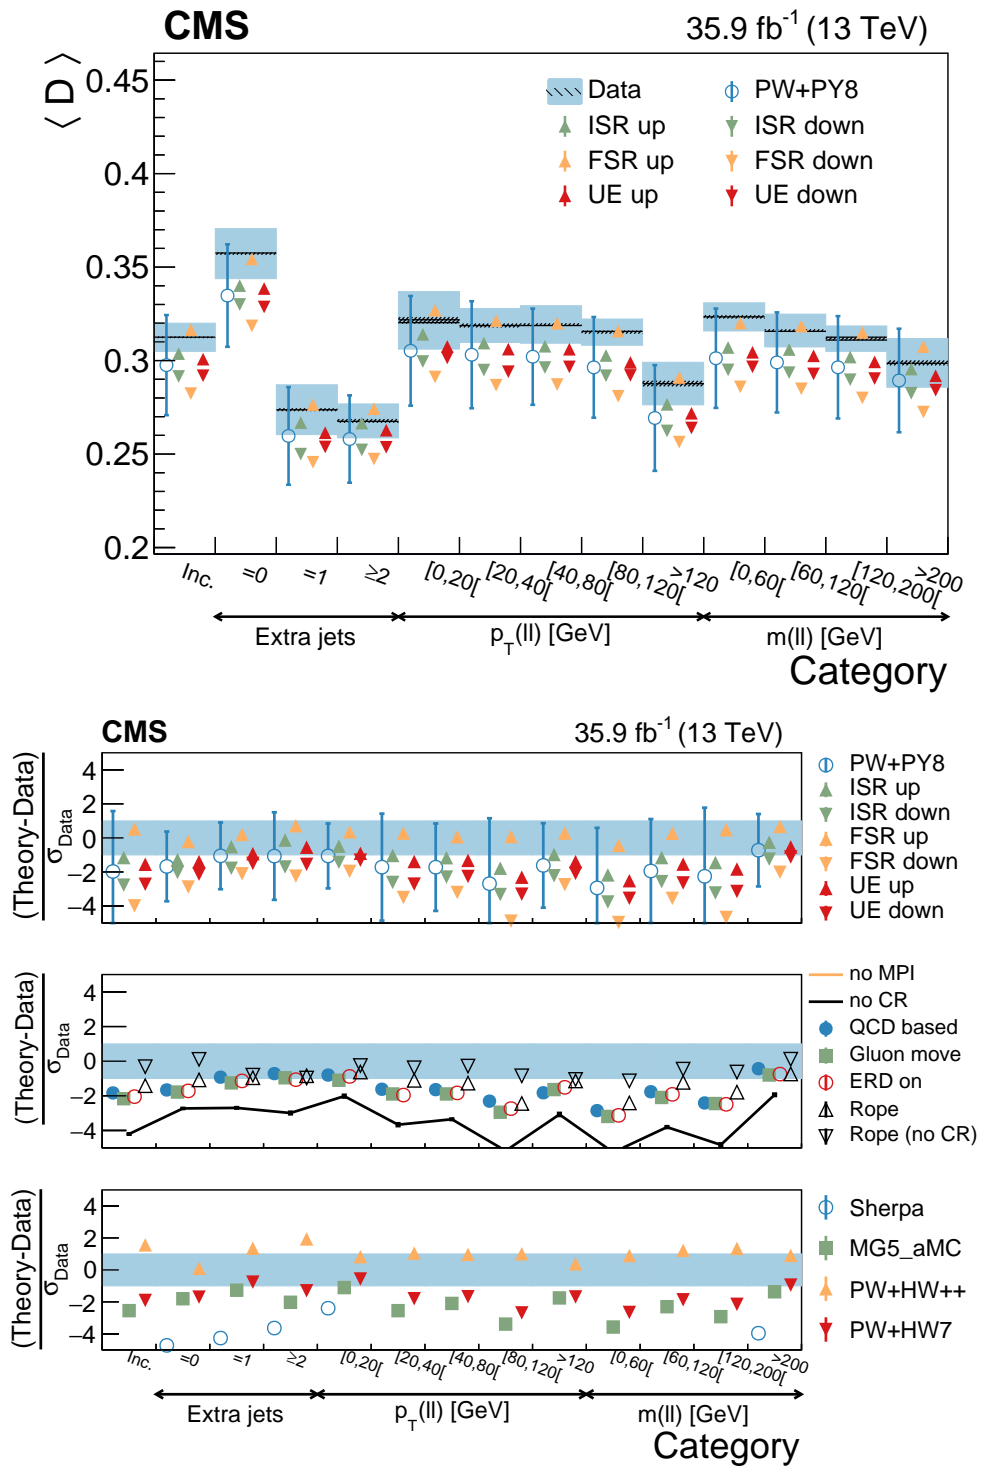 CMS 35.9 fb⁻¹ (13 TeV)
⟨ D ⟩
0.45
0.4
0.35
0.3
0.25
0.2
Data PW+PY8
ISR up ISR down
FSR up FSR down
UE up UE down
Inc. =0 =1 ≥2 [0,20[ [20,40[ [40,80[ [80,120[ >120 [0,60[ [60,120[ [120,200[ >200
Extra jets p_T(ll) [GeV] m(ll) [GeV]
Category
CMS 35.9 fb⁻¹ (13 TeV)
(Theory-Data)
σ_Data
4
2
0
−2
−4
PW+PY8
ISR up
ISR down
FSR up
FSR down
UE up
UE down
(Theory-Data)
σ_Data
4
2
0
−2
−4
no MPI
no CR
QCD based
Gluon move
ERD on
Rope
Rope (no CR)
(Theory-Data)
σ_Data
4
2
0
−2
−4
Sherpa
MG5_aMC
PW+HW++
PW+HW7
Inc. =0 =1 ≥2 [0,20[ [20,40[ [40,80[ [80,120[ >120 [0,60[ [60,120[ [120,200[ >200
Extra jets p_T(ll) [GeV] m(ll) [GeV]
Category